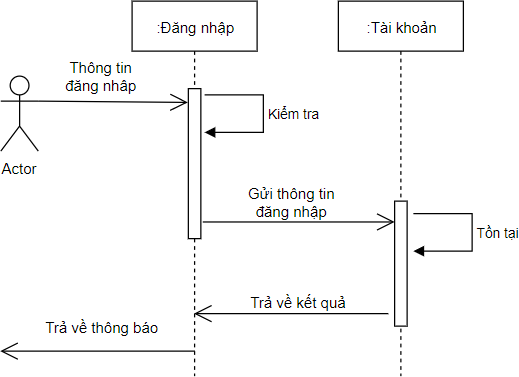 :Đăng nhập
:Tài khoản
Thông tin
đăng nhâp
Kiểm tra
Actor
Gửi thông tin
đăng nhập
Tồn tại
Trả về kết quả
Trả về thông báo